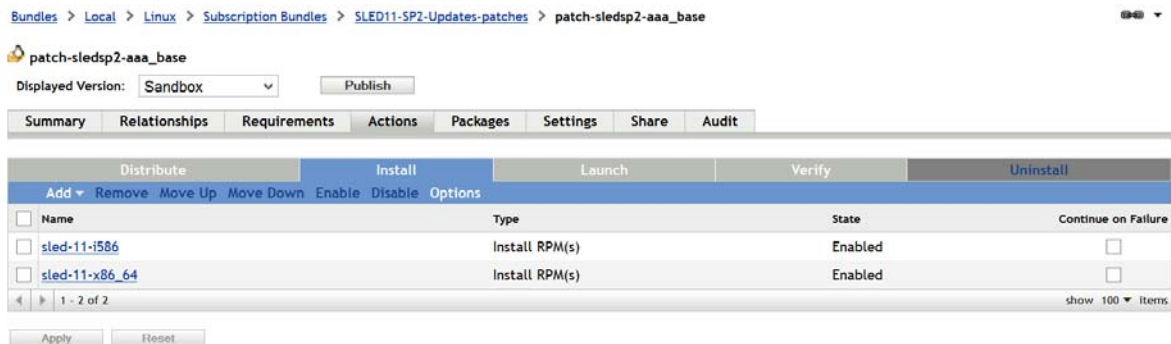 Bundles > Local > Linux > Subscription Bundles > SLED11-SP2-Updates-patches > patch-sledsp2-aaa_base
patch-sledsp2-aaa_base
Displayed Version: Sandbox Publish
Summary Relationships Requirements Actions Packages Settings Share Audit
Distribute Install Launch Verify Uninstall
Add Remove Move Up Move Down Enable Disable Options
Name Type State Continue on Failure
sled-11-i586 Install RPM(s) Enabled
sled-11-x86_64 Install RPM(s) Enabled
1 - 2 of 2 show 100 items
Apply Reset